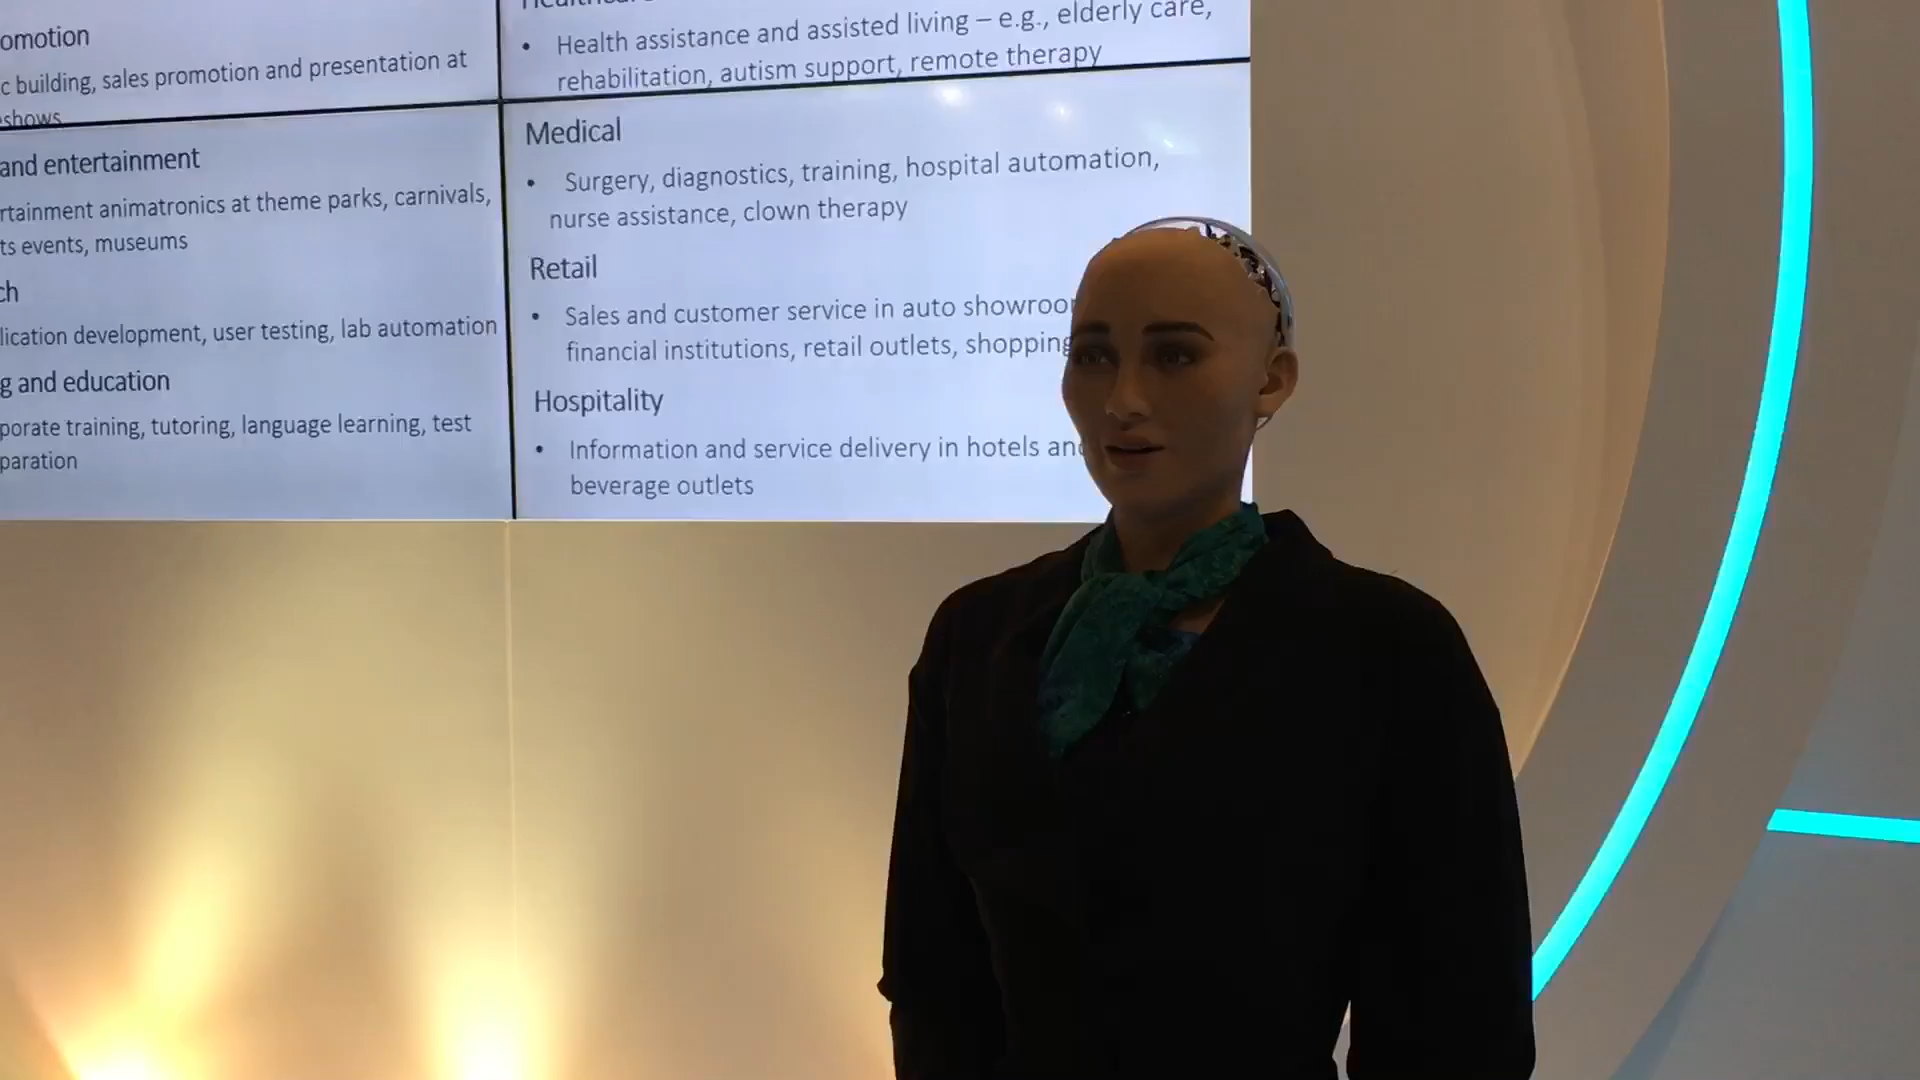 omotion
c building, sales promotion and presentation at
shows
and entertainment
rtainment animatronics at theme parks, carnivals,
ts events, museums
ch
lication development, user testing, lab automation
g and education
porate training, tutoring, language learning, test
paration
Health assistance and assisted living – e.g., elderly care,
rehabilitation, autism support, remote therapy
Medical
• Surgery, diagnostics, training, hospital automation,
nurse assistance, clown therapy
Retail
• Sales and customer service in auto showroo
financial institutions, retail outlets, shopping
Hospitality
• Information and service delivery in hotels an
beverage outlets